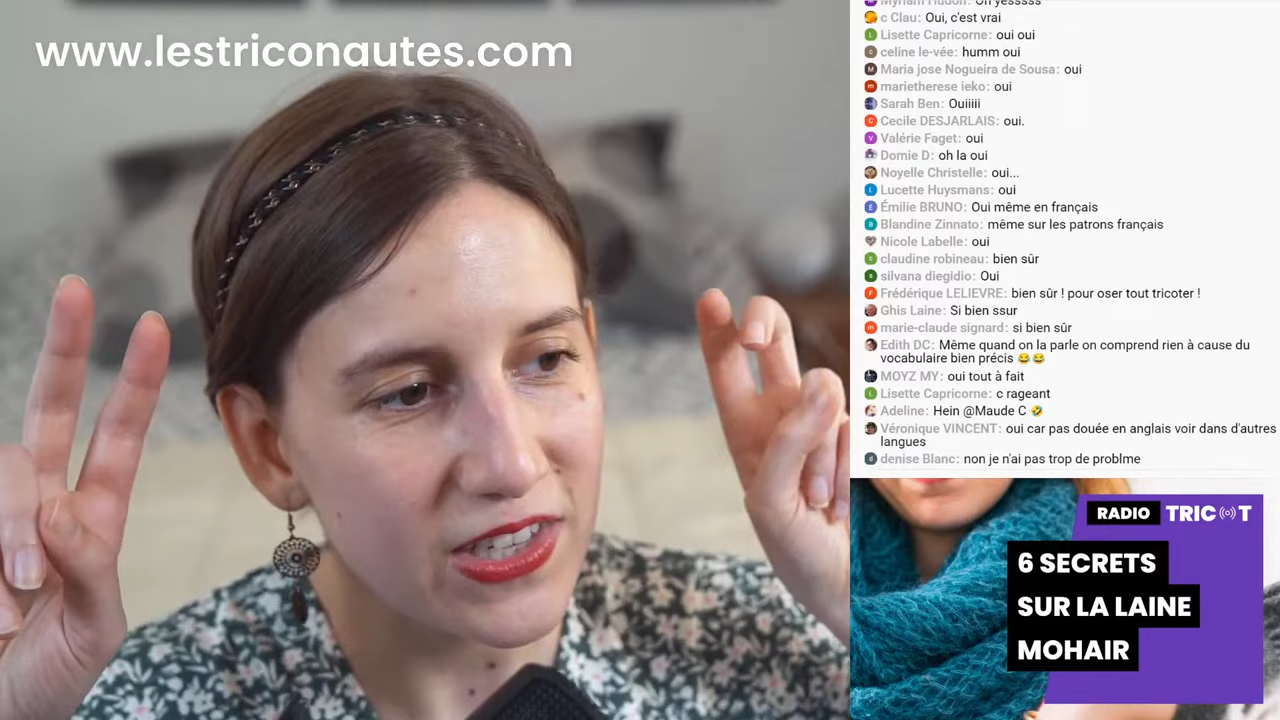 www.lestriconautes.com
Myriam Hudon: Oh yesssss
c Clau: Oui, c'est vrai
L Lisette Capricorne: oui oui
celine le-vée: humm oui
M Maria jose Nogueira de Sousa: oui
m marietherese ieko: oui
Sarah Ben: Ouiiiii
C Cecile DESJARLAIS: oui.
V Valérie Faget: oui
Domie D: oh la oui
Noyelle Christelle: oui...
L Lucette Huysmans: oui
É Émilie BRUNO: Oui même en français
B Blandine Zinnato: même sur les patrons français
Nicole Labelle: oui
c claudine robineau: bien sûr
s silvana diegidio: Oui
F Frédérique LELIEVRE: bien sûr ! pour oser tout tricoter !
Ghis Laine: Si bien ssur
m marie-claude signard: si bien sûr
Edith DC: Même quand on la parle on comprend rien à cause du
vocabulaire bien précis 😂😂
MOYZ MY: oui tout à fait
L Lisette Capricorne: c rageant
Adeline: Hein @Maude C 🤣
Véronique VINCENT: oui car pas douée en anglais voir dans d'autres
langues
d denise Blanc: non je n'ai pas trop de problme
RADIO TRICOT
6 SECRETS
SUR LA LAINE
MOHAIR